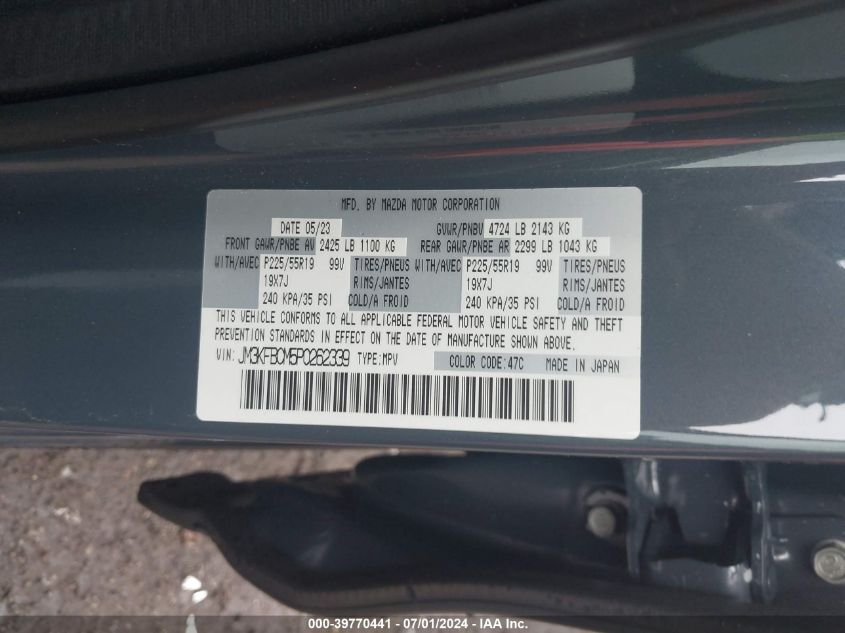 MFD. BY MAZDA MOTOR CORPORATION
DATE 05/23 GVWR/PNBV 4724 LB 2143 KG
FRONT GAWR/PNBE AV 2425 LB 1100 KG REAR GAWR/PNBE AR 2299 LB 1043 KG
WITH/AVEC P225/55R19 99V TIRES/PNEUS WITH/AVEC P225/55R19 99V TIRES/PNEUS
19X7J RIMS/JANTES 19X7J RIMS/JANTES
240 KPA/35 PSI COLD/A FROID 240 KPA/35 PSI COLD/A FROID
THIS VEHICLE CONFORMS TO ALL APPLICABLE FEDERAL MOTOR VEHICLE SAFETY AND THEFT
PREVENTION STANDARDS IN EFFECT ON THE DATE OF MANUFACTURE SHOWN ABOVE.
VIN: JM3KFBCM5P0262339 TYPE:MPV COLOR CODE:47C MADE IN JAPAN
000-39770441 - 07/01/2024 - IAA Inc.